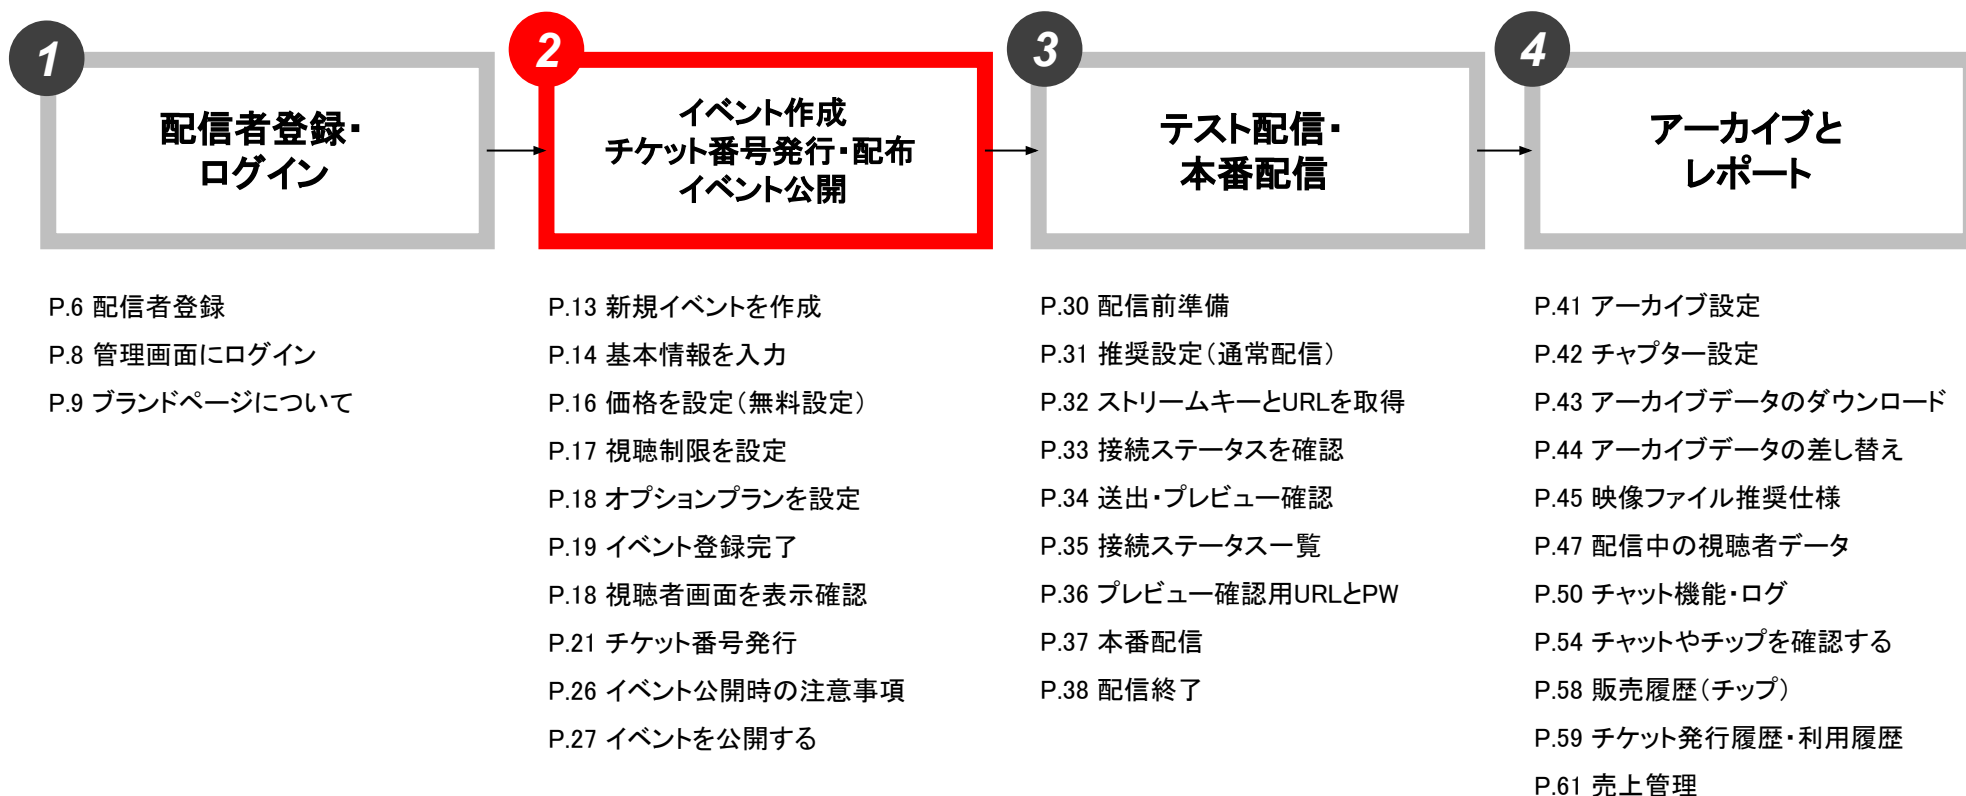 1
配信者登録・
ログイン
P.6 配信者登録
P.8 管理画面にログイン
P.9 ブランドページについて
2
イベント作成
チケット番号発行・配布
イベント公開
P.13 新規イベントを作成
P.14 基本情報を入力
P.16 価格を設定（無料設定）
P.17 視聴制限を設定
P.18 オプションプランを設定
P.19 イベント登録完了
P.18 視聴者画面を表示確認
P.21 チケット番号発行
P.26 イベント公開時の注意事項
P.27 イベントを公開する
3
テスト配信・
本番配信
P.30 配信前準備
P.31 推奨設定（通常配信）
P.32 ストリームキーとURLを取得
P.33 接続ステータスを確認
P.34 送出・プレビュー確認
P.35 接続ステータス一覧
P.36 プレビュー確認用URLとPW
P.37 本番配信
P.38 配信終了
4
アーカイブと
レポート
P.41 アーカイブ設定
P.42 チャプター設定
P.43 アーカイブデータのダウンロード
P.44 アーカイブデータの差し替え
P.45 映像ファイル推奨仕様
P.47 配信中の視聴者データ
P.50 チャット機能・ログ
P.54 チャットやチップを確認する
P.58 販売履歴（チップ）
P.59 チケット発行履歴・利用履歴
P.61 売上管理